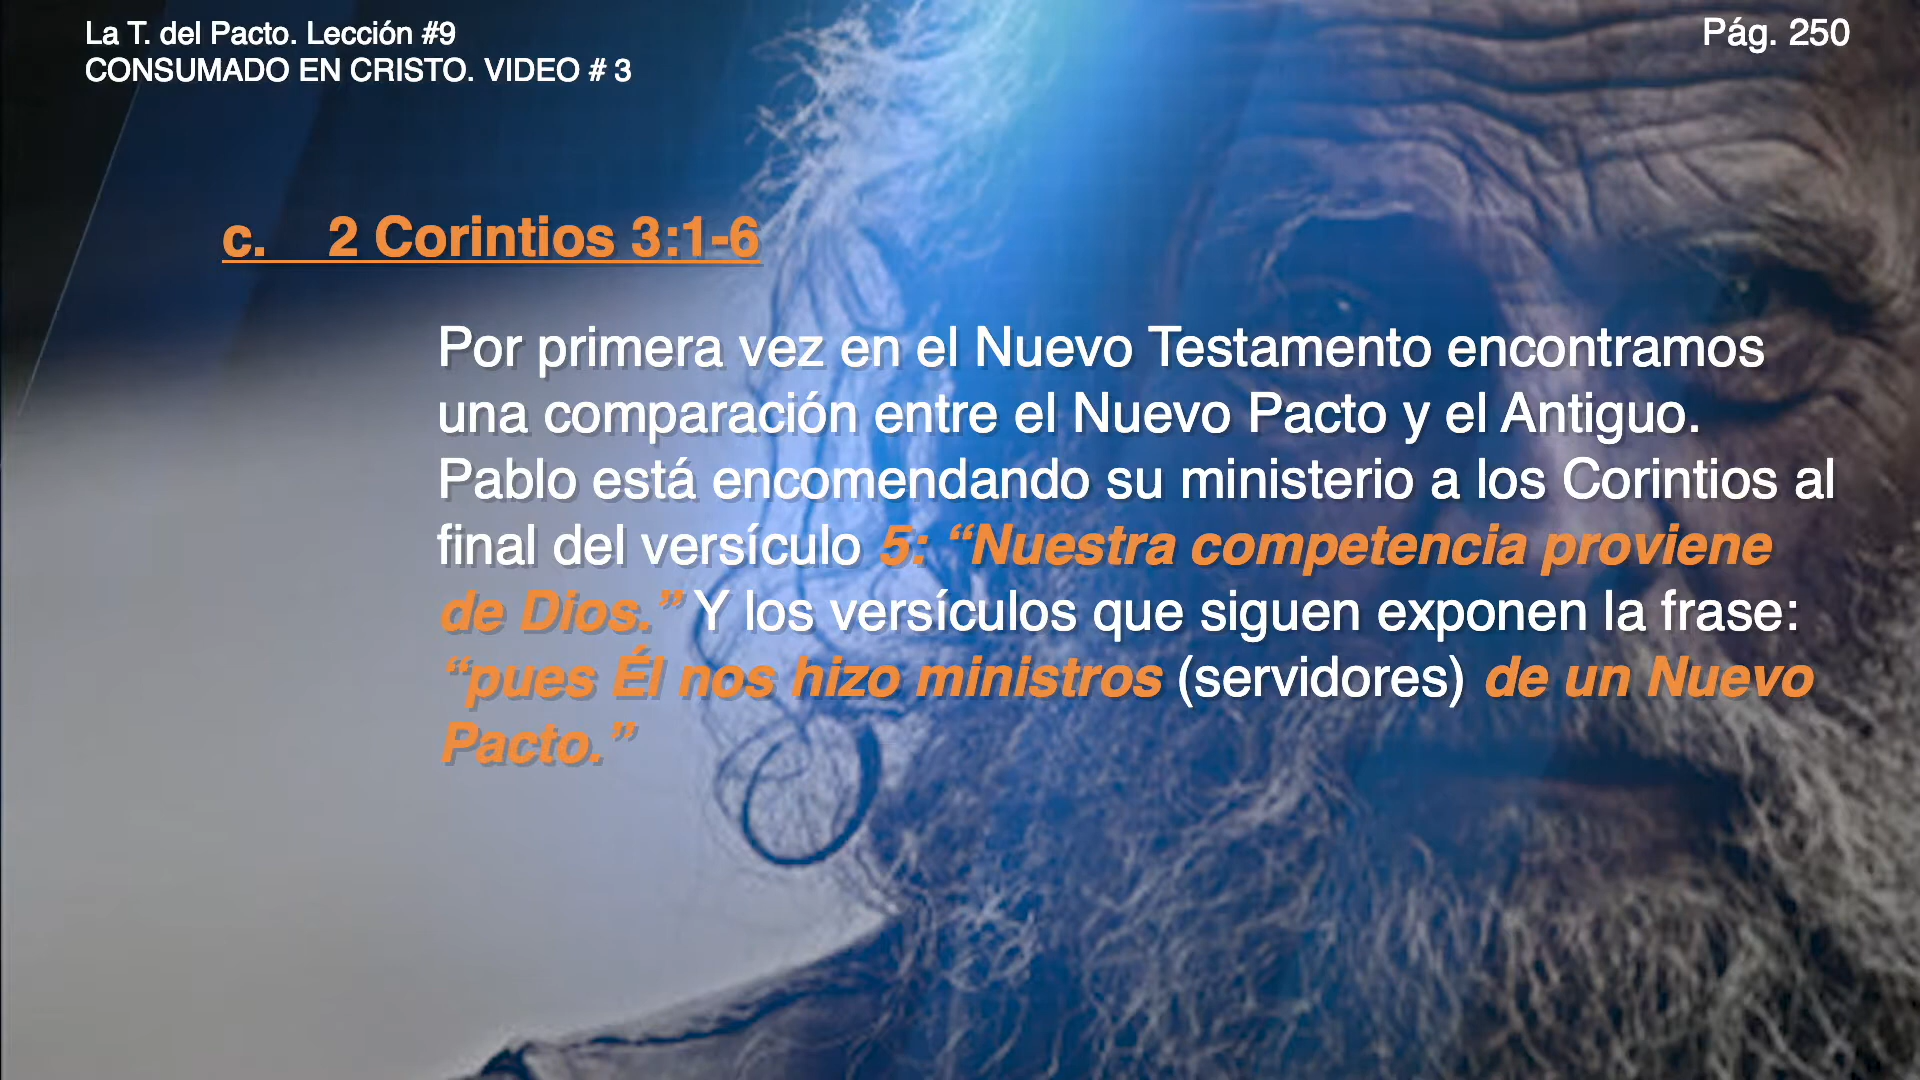 La T. del Pacto. Lección #9
CONSUMADO EN CRISTO. VIDEO # 3
Pág. 250
c. 2 Corintios 3:1-6
Por primera vez en el Nuevo Testamento encontramos
una comparación entre el Nuevo Pacto y el Antiguo.
Pablo está encomendando su ministerio a los Corintios al
final del versículo 5: “Nuestra competencia proviene
de Dios.” Y los versículos que siguen exponen la frase:
“pues Él nos hizo ministros (servidores) de un Nuevo
Pacto.”